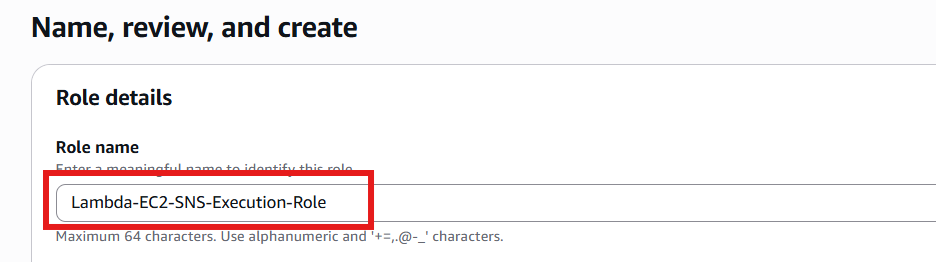 Name, review, and create
Role details
Role name
Enter a meaningful name to identify this role.
Lambda-EC2-SNS-Execution-Role
Maximum 64 characters. Use alphanumeric and '+=,.@-_' characters.